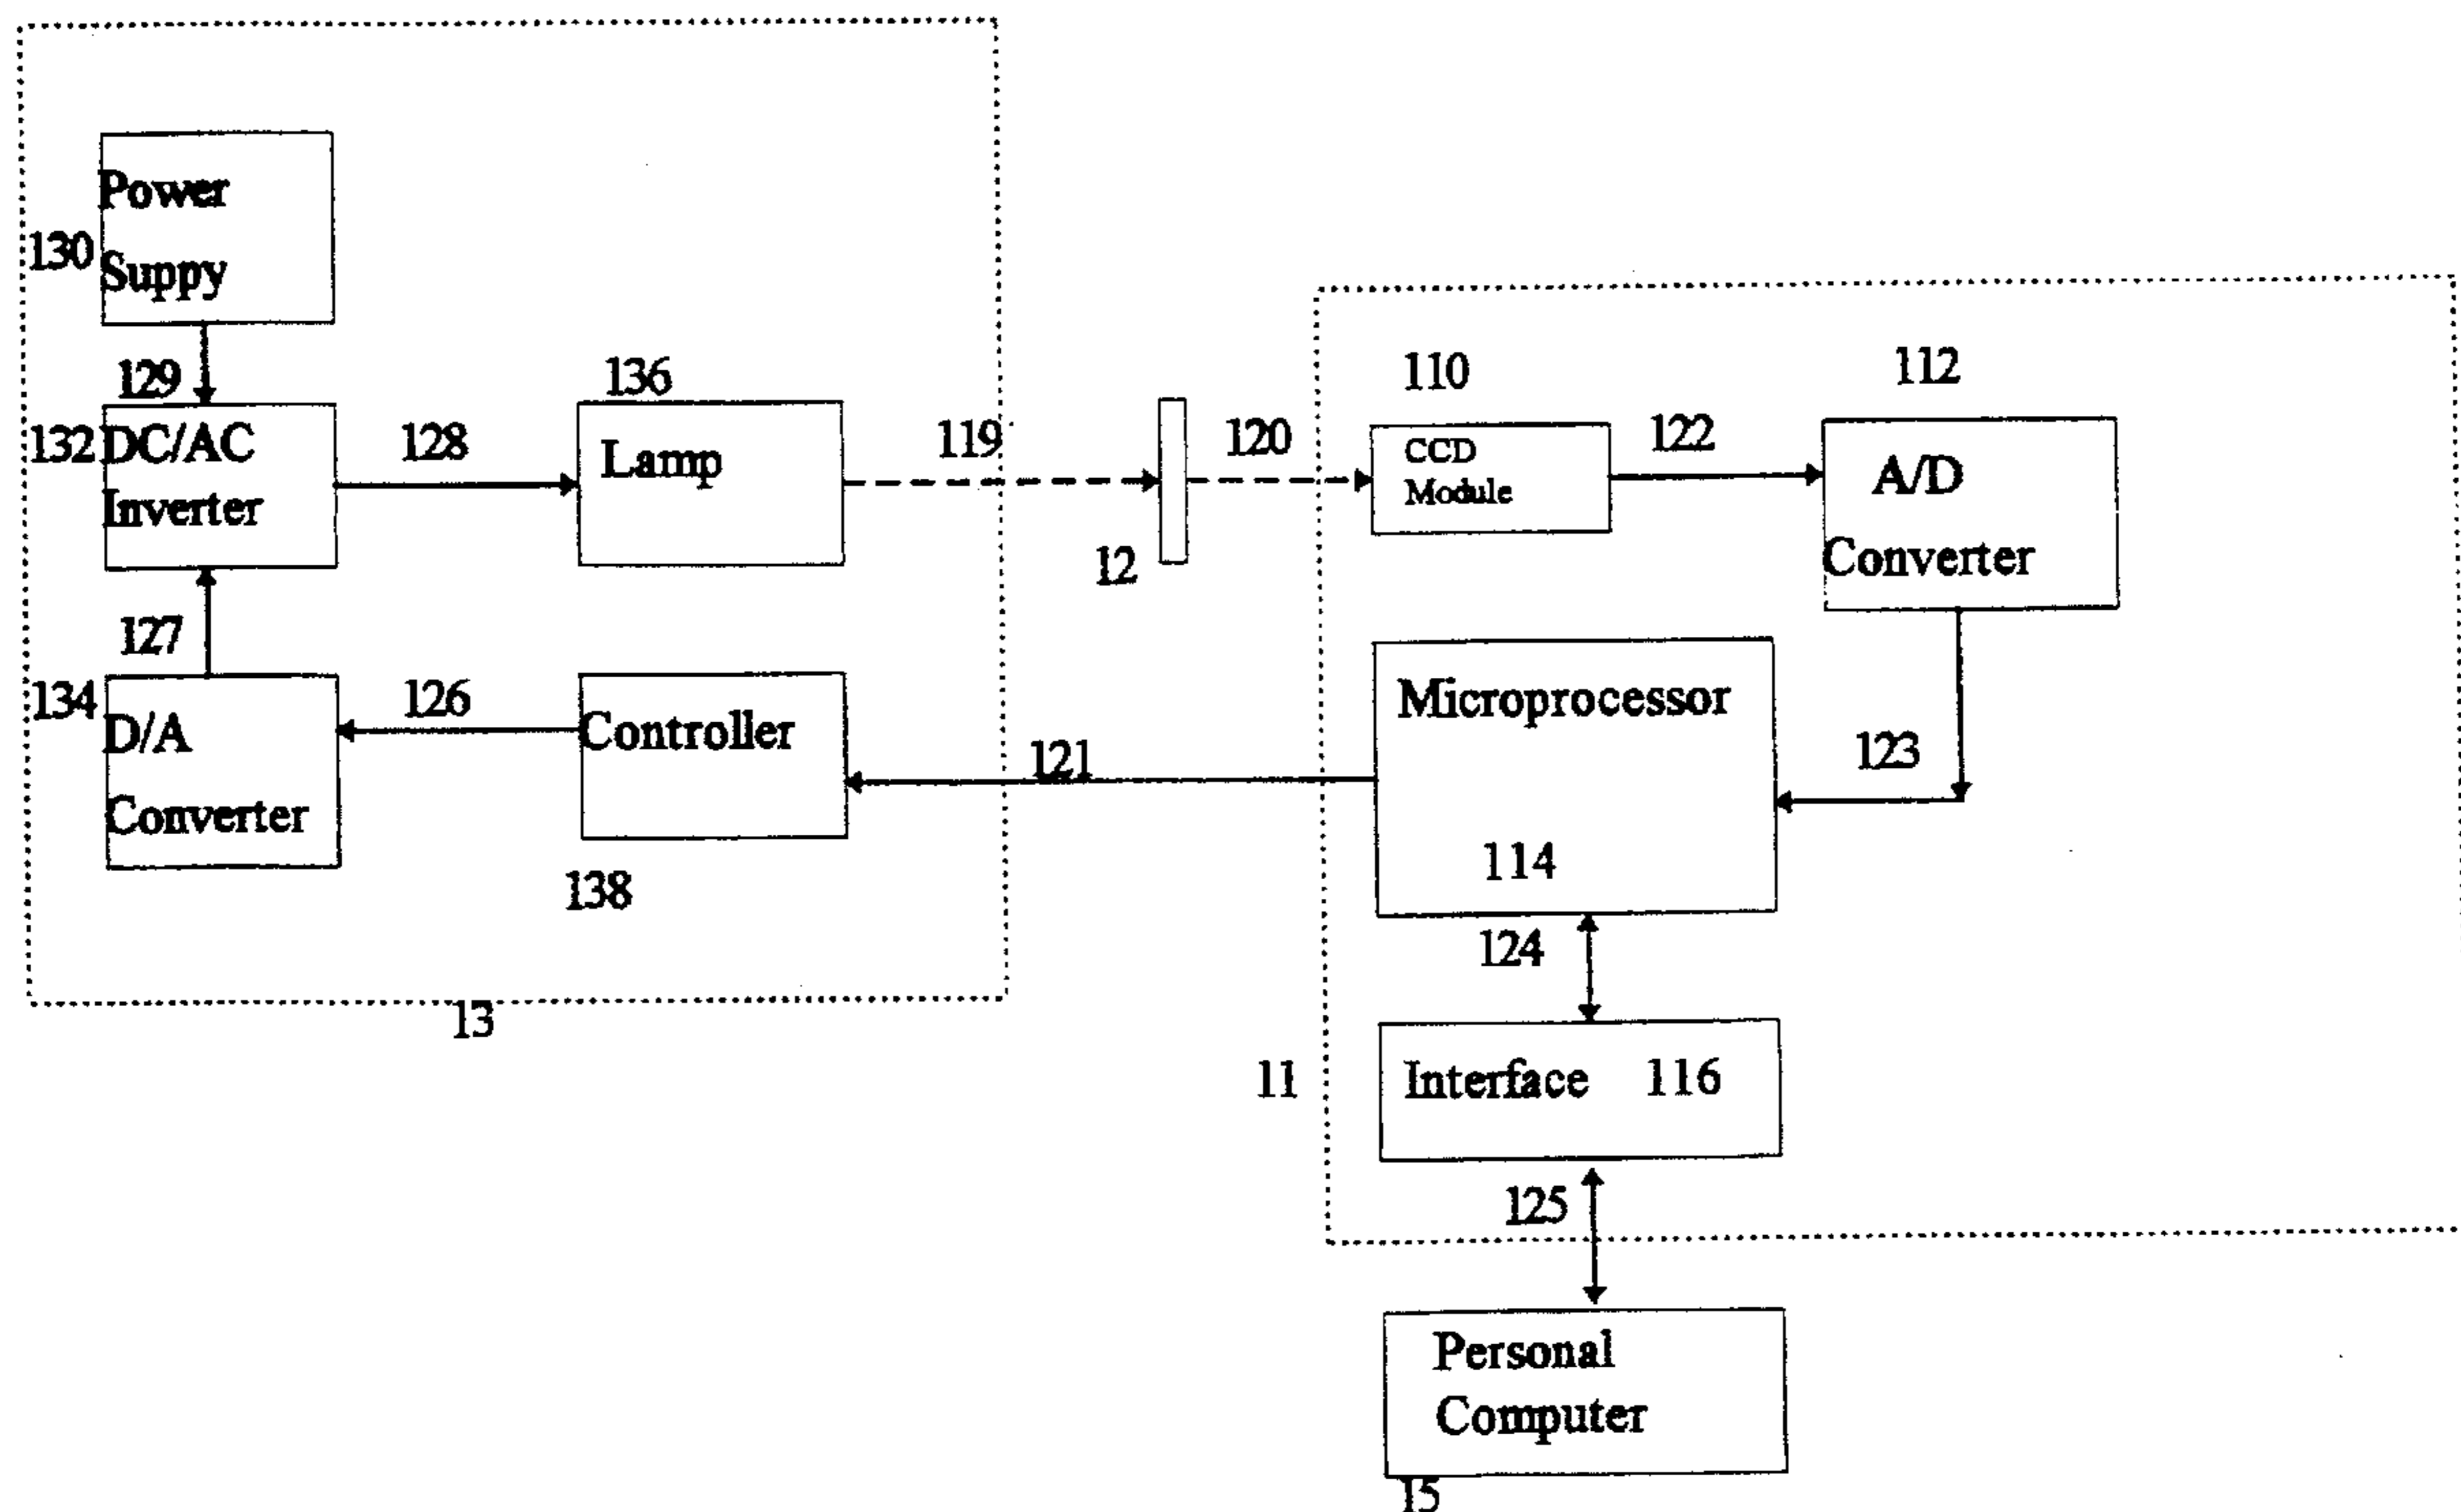 Power
130
Suppy
129
136
132
DC/AC
Inverter
128
Lamp
119
120
12
110
CCD
Module
122
112
A/D
Converter
127
134
D/A
Converter
126
Controller
138
121
Microprocessor
114
123
124
13
11
Interface 116
125
Personal
Computer
15